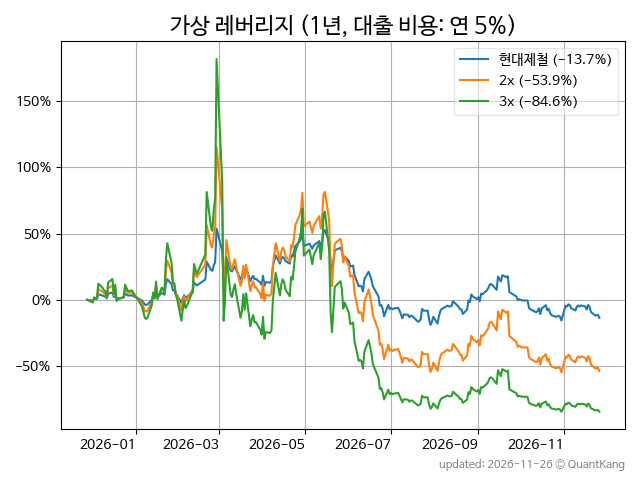 가상 레버리지 (1년, 대출 비용: 연 5%)
현대제철 (-13.7%)
2x (-53.9%)
3x (-84.6%)
150%
100%
50%
0%
-50%
2026-01 2026-03 2026-05 2026-07 2026-09 2026-11
updated: 2026-11-26 © QuantKang